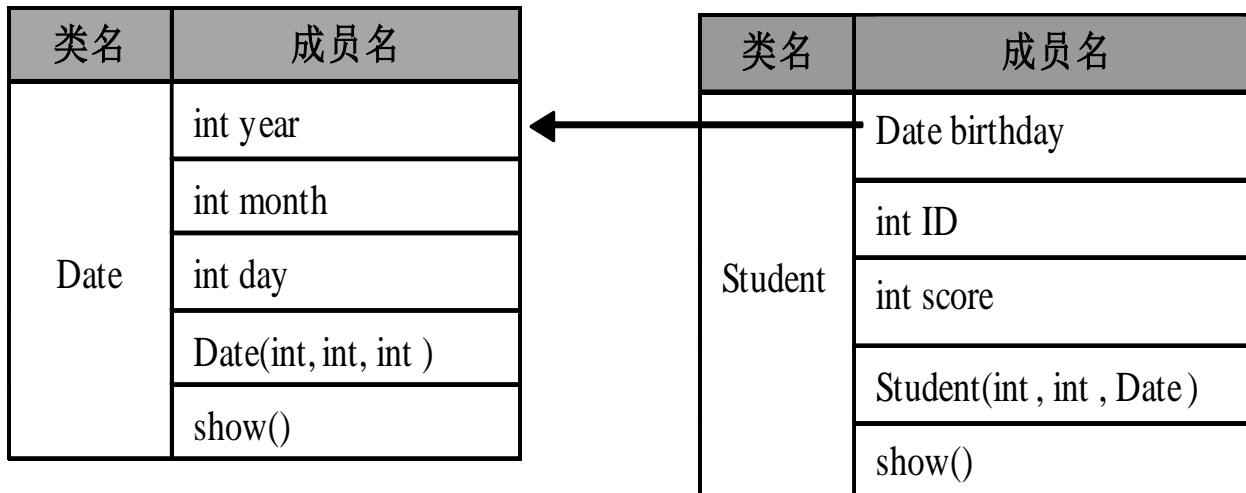 类名 成员名
Date
int year
int month
int day
Date(int, int, int )
show()
类名 成员名
Student
Date birthday
int ID
int score
Student(int , int , Date )
show()